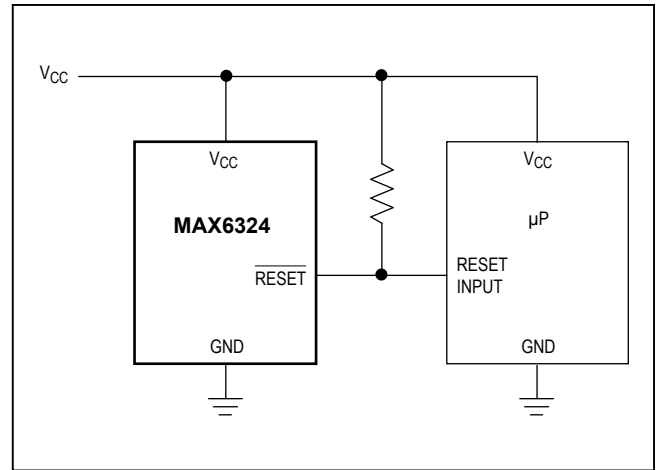 VCC
VCC
MAX6324
RESET
GND
VCC
µP
RESET
INPUT
GND